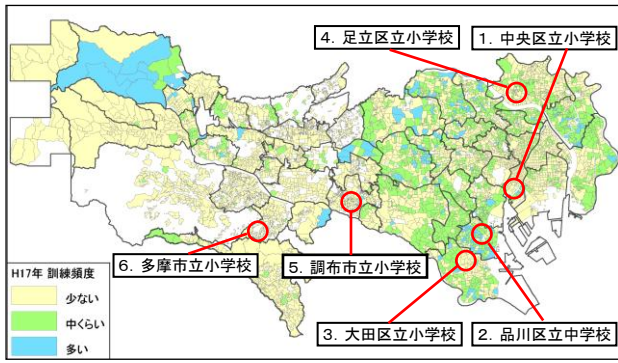 4. 足立区立小学校
1. 中央区立小学校
6. 多摩市立小学校
5. 調布市立小学校
3. 大田区立小学校
2. 品川区立中学校
H17年 訓練頻度
少ない
中くらい
多い